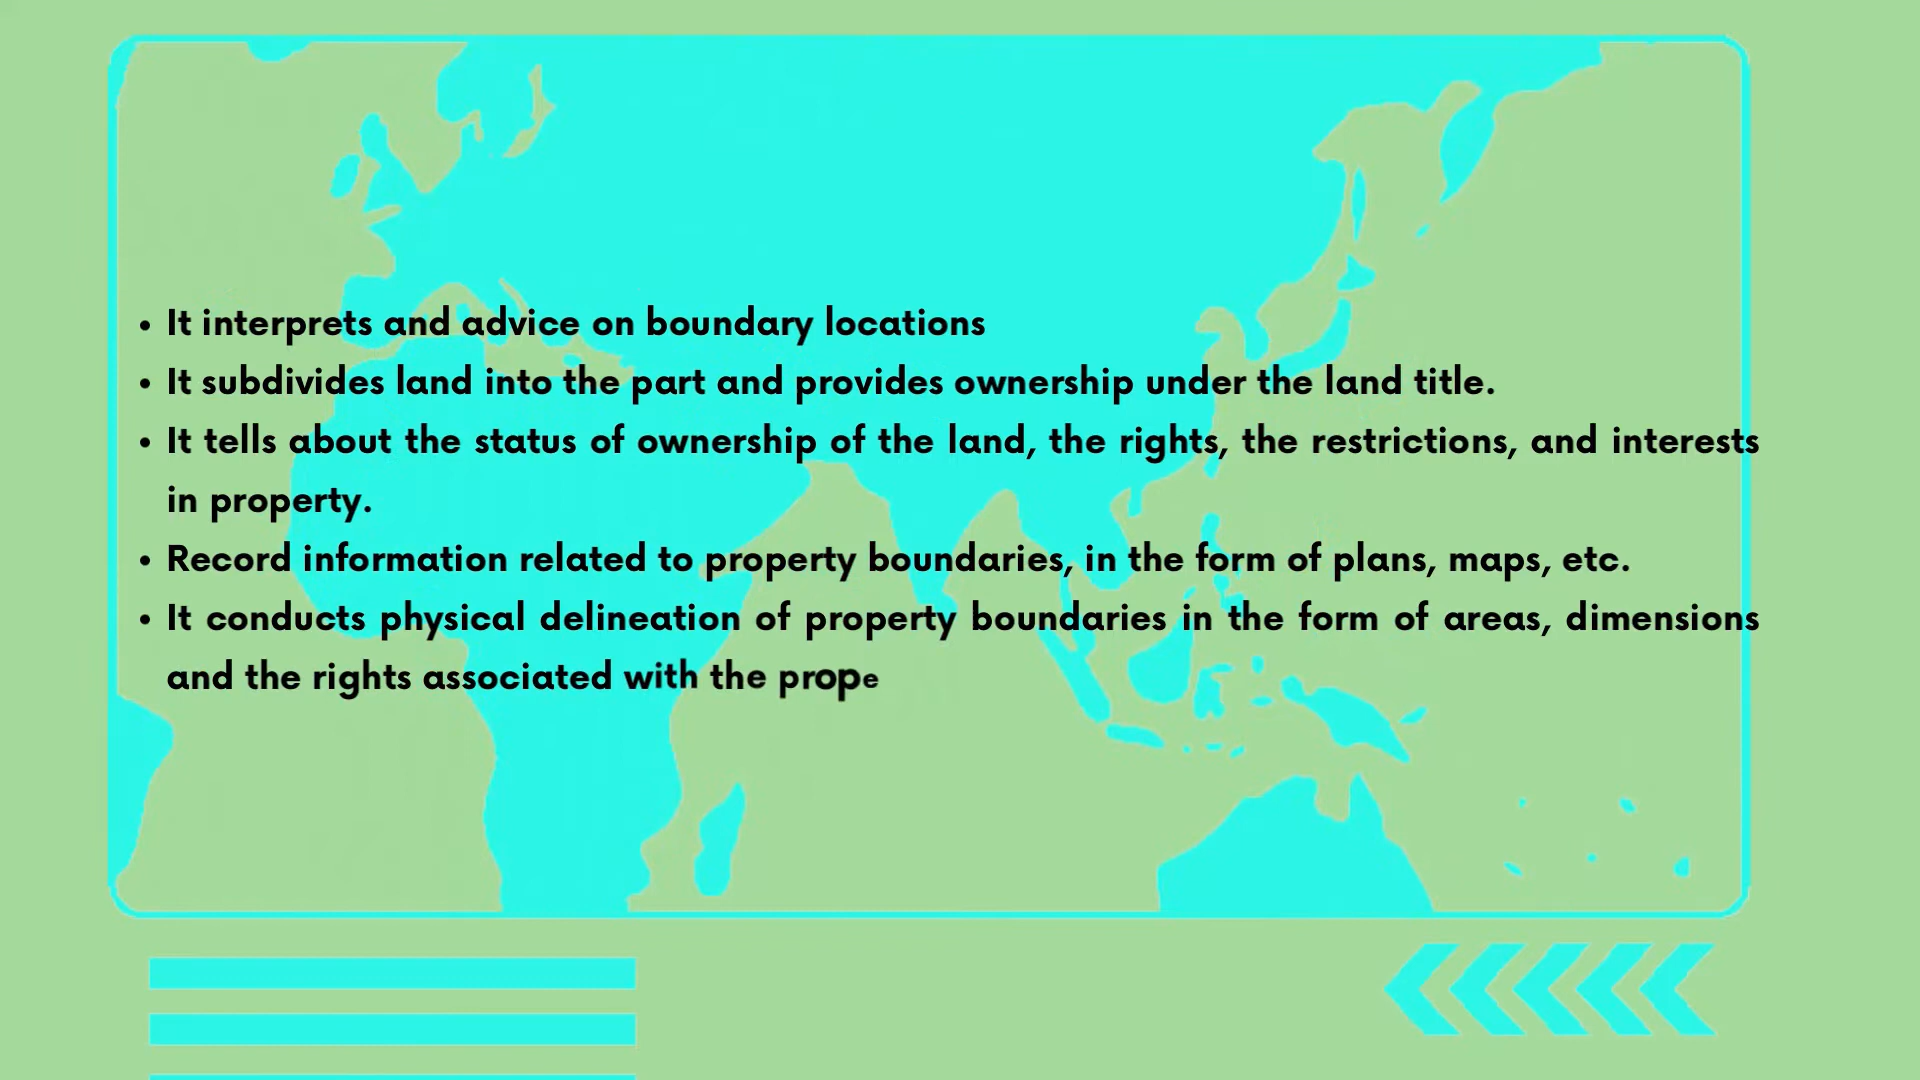 • It interprets and advice on boundary locations
• It subdivides land into the part and provides ownership under the land title.
• It tells about the status of ownership of the land, the rights, the restrictions, and interests
in property.
• Record information related to property boundaries, in the form of plans, maps, etc.
• It conducts physical delineation of property boundaries in the form of areas, dimensions
and the rights associated with the prope